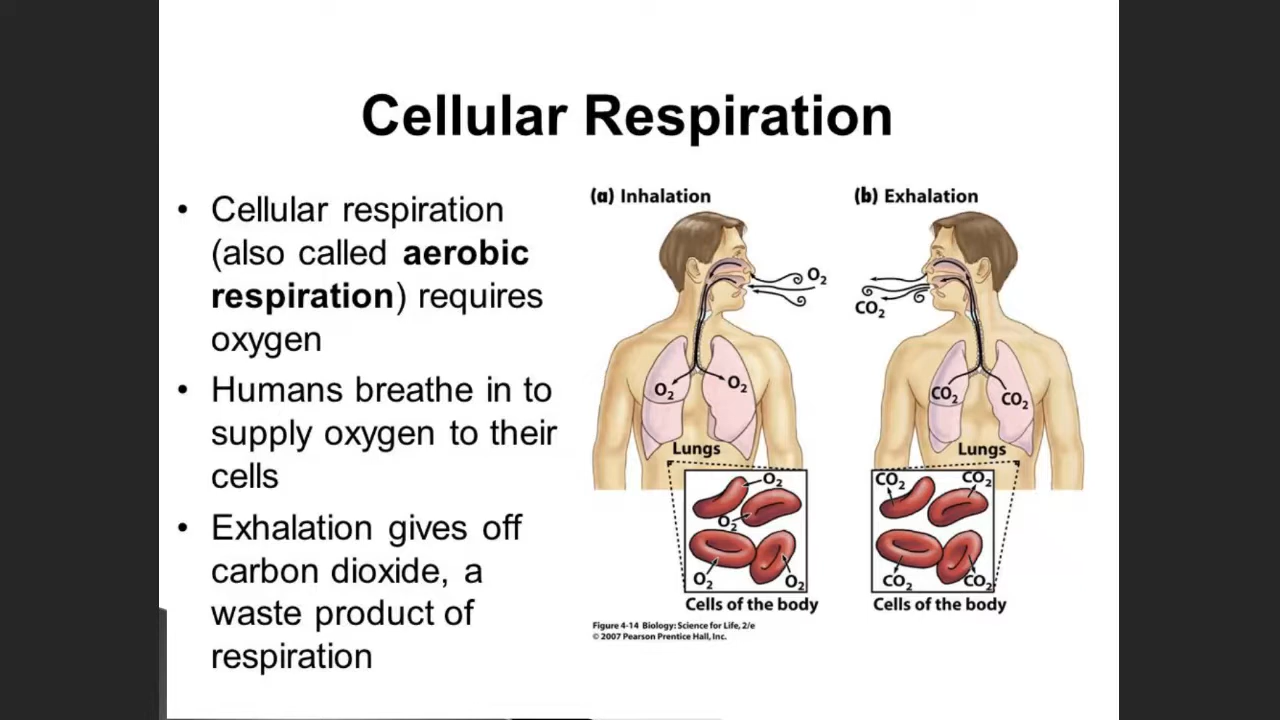 Cellular Respiration
• Cellular respiration
(also called aerobic
respiration) requires
oxygen
• Humans breathe in to
supply oxygen to their
cells
• Exhalation gives off
carbon dioxide, a
waste product of
respiration
(a) Inhalation
O₂
O₂
O₂
Lungs
O₂
O₂
O₂
O₂
Cells of the body
(b) Exhalation
CO₂
CO₂
CO₂
Lungs
CO₂
CO₂
CO₂
CO₂
Cells of the body
Figure 4-14 Biology: Science for Life, 2/e
© 2007 Pearson Prentice Hall, Inc.